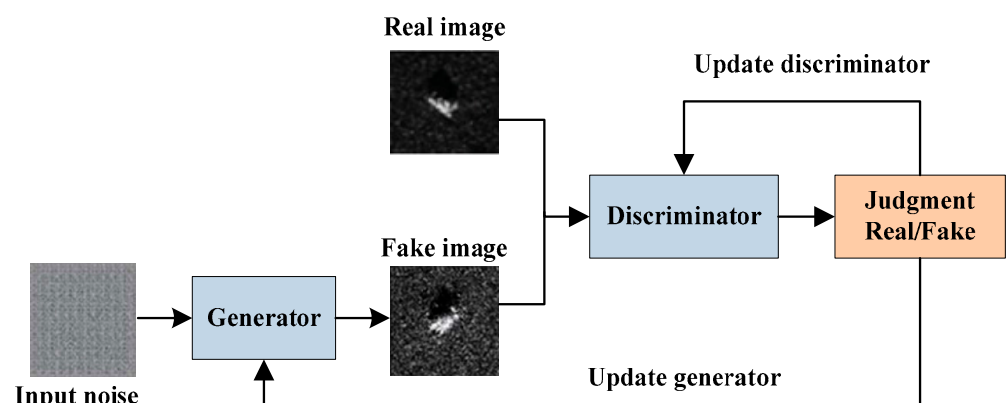 Real image
Update discriminator
Discriminator
Judgment
Real/Fake
Fake image
Generator
Update generator
Input noise